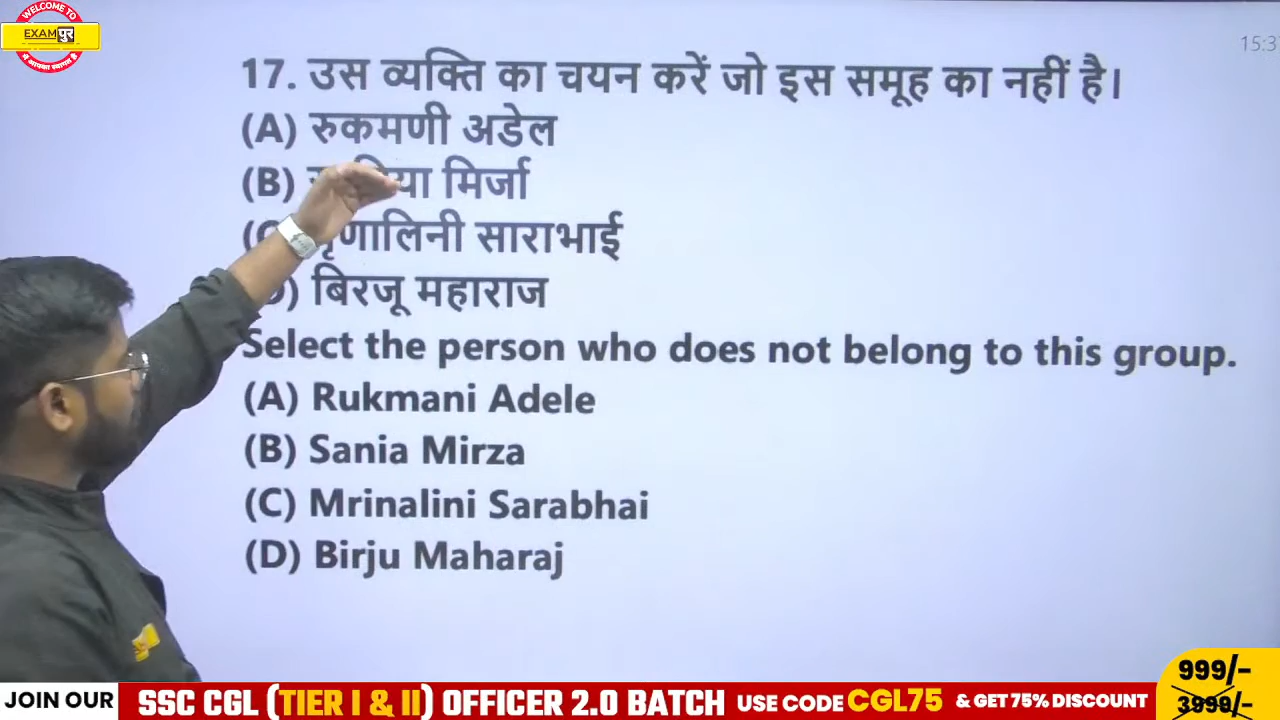 WELCOME TO
EXAMपुर
में आपका स्वागत है
17. उस व्यक्ति का चयन करें जो इस समूह का नहीं है।
(A) रुकमणी अडेल
(B) मिर्जा
साराभाई
बिरजू महाराज
Select the person who does not belong to this group.
(A) Rukmani Adele
(B) Sania Mirza
(C) Mrinalini Sarabhai
(D) Birju Maharaj
JOIN OUR SSC CGL (TIER I & II) OFFICER 2.0 BATCH USE CODE CGL75 & GET 75% DISCOUNT
999/-
3999/-